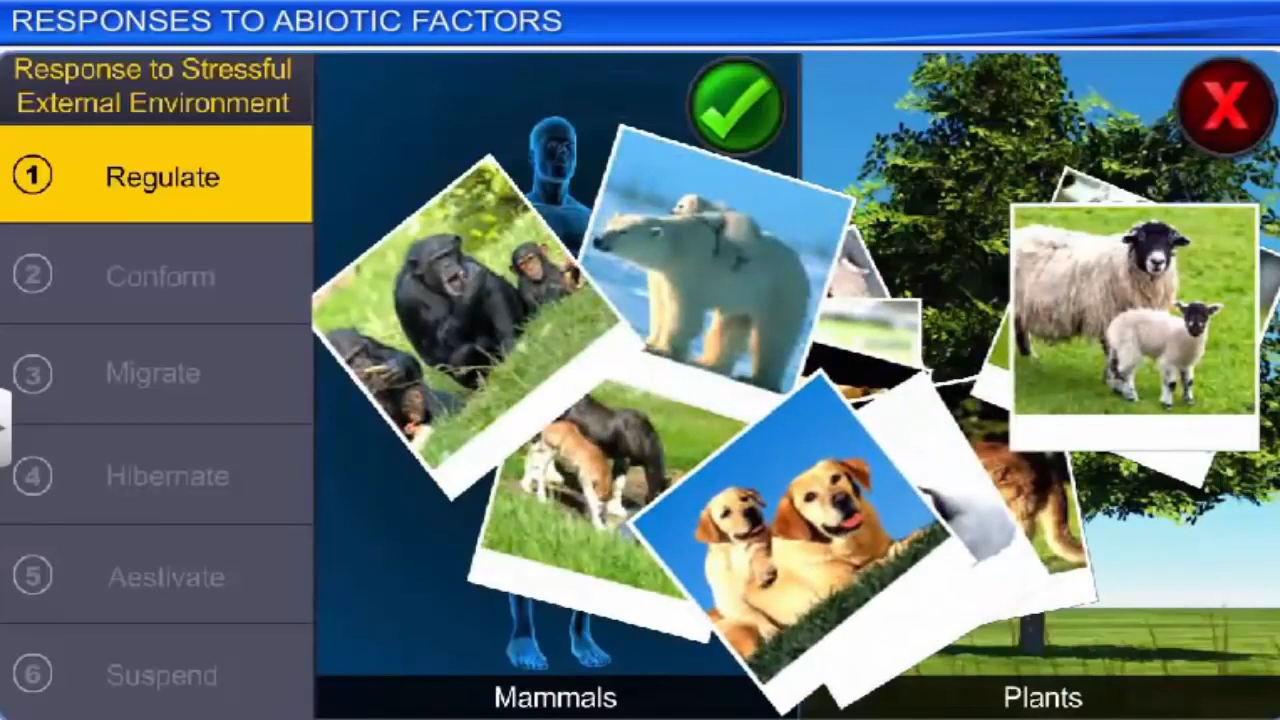 RESPONSES TO ABIOTIC FACTORS
Response to Stressful
External Environment
1 Regulate
2 Conform
3 Migrate
4 Hibernate
5 Aestivate
6 Suspend
Mammals
Plants